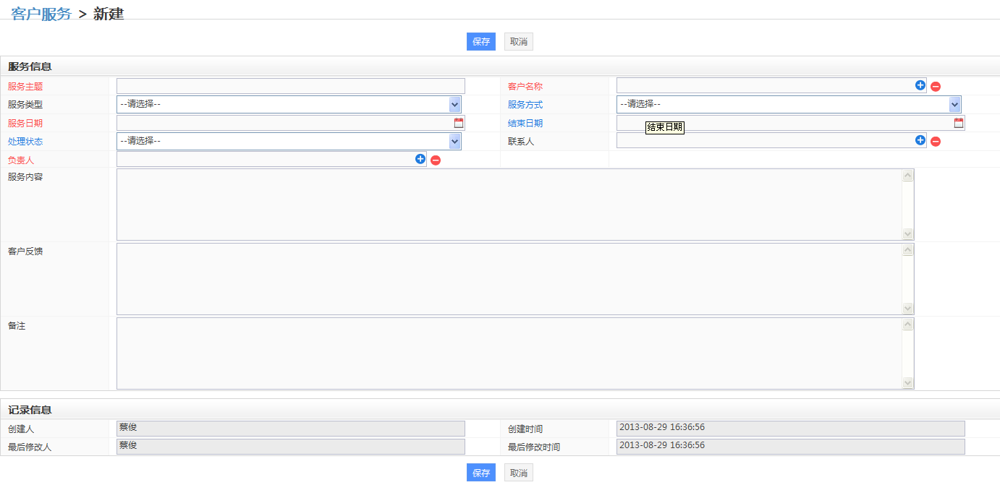 客户服务 > 新建
保存 取消
服务信息
服务主题 客户名称
服务类型 --请选择-- 服务方式 --请选择--
服务日期 结束日期 结束日期
处理状态 --请选择-- 联系人
负责人
服务内容
客户反馈
备注
记录信息
创建人 蔡俊 创建时间 2013-08-29 16:36:56
最后修改人 蔡俊 最后修改时间 2013-08-29 16:36:56
保存 取消